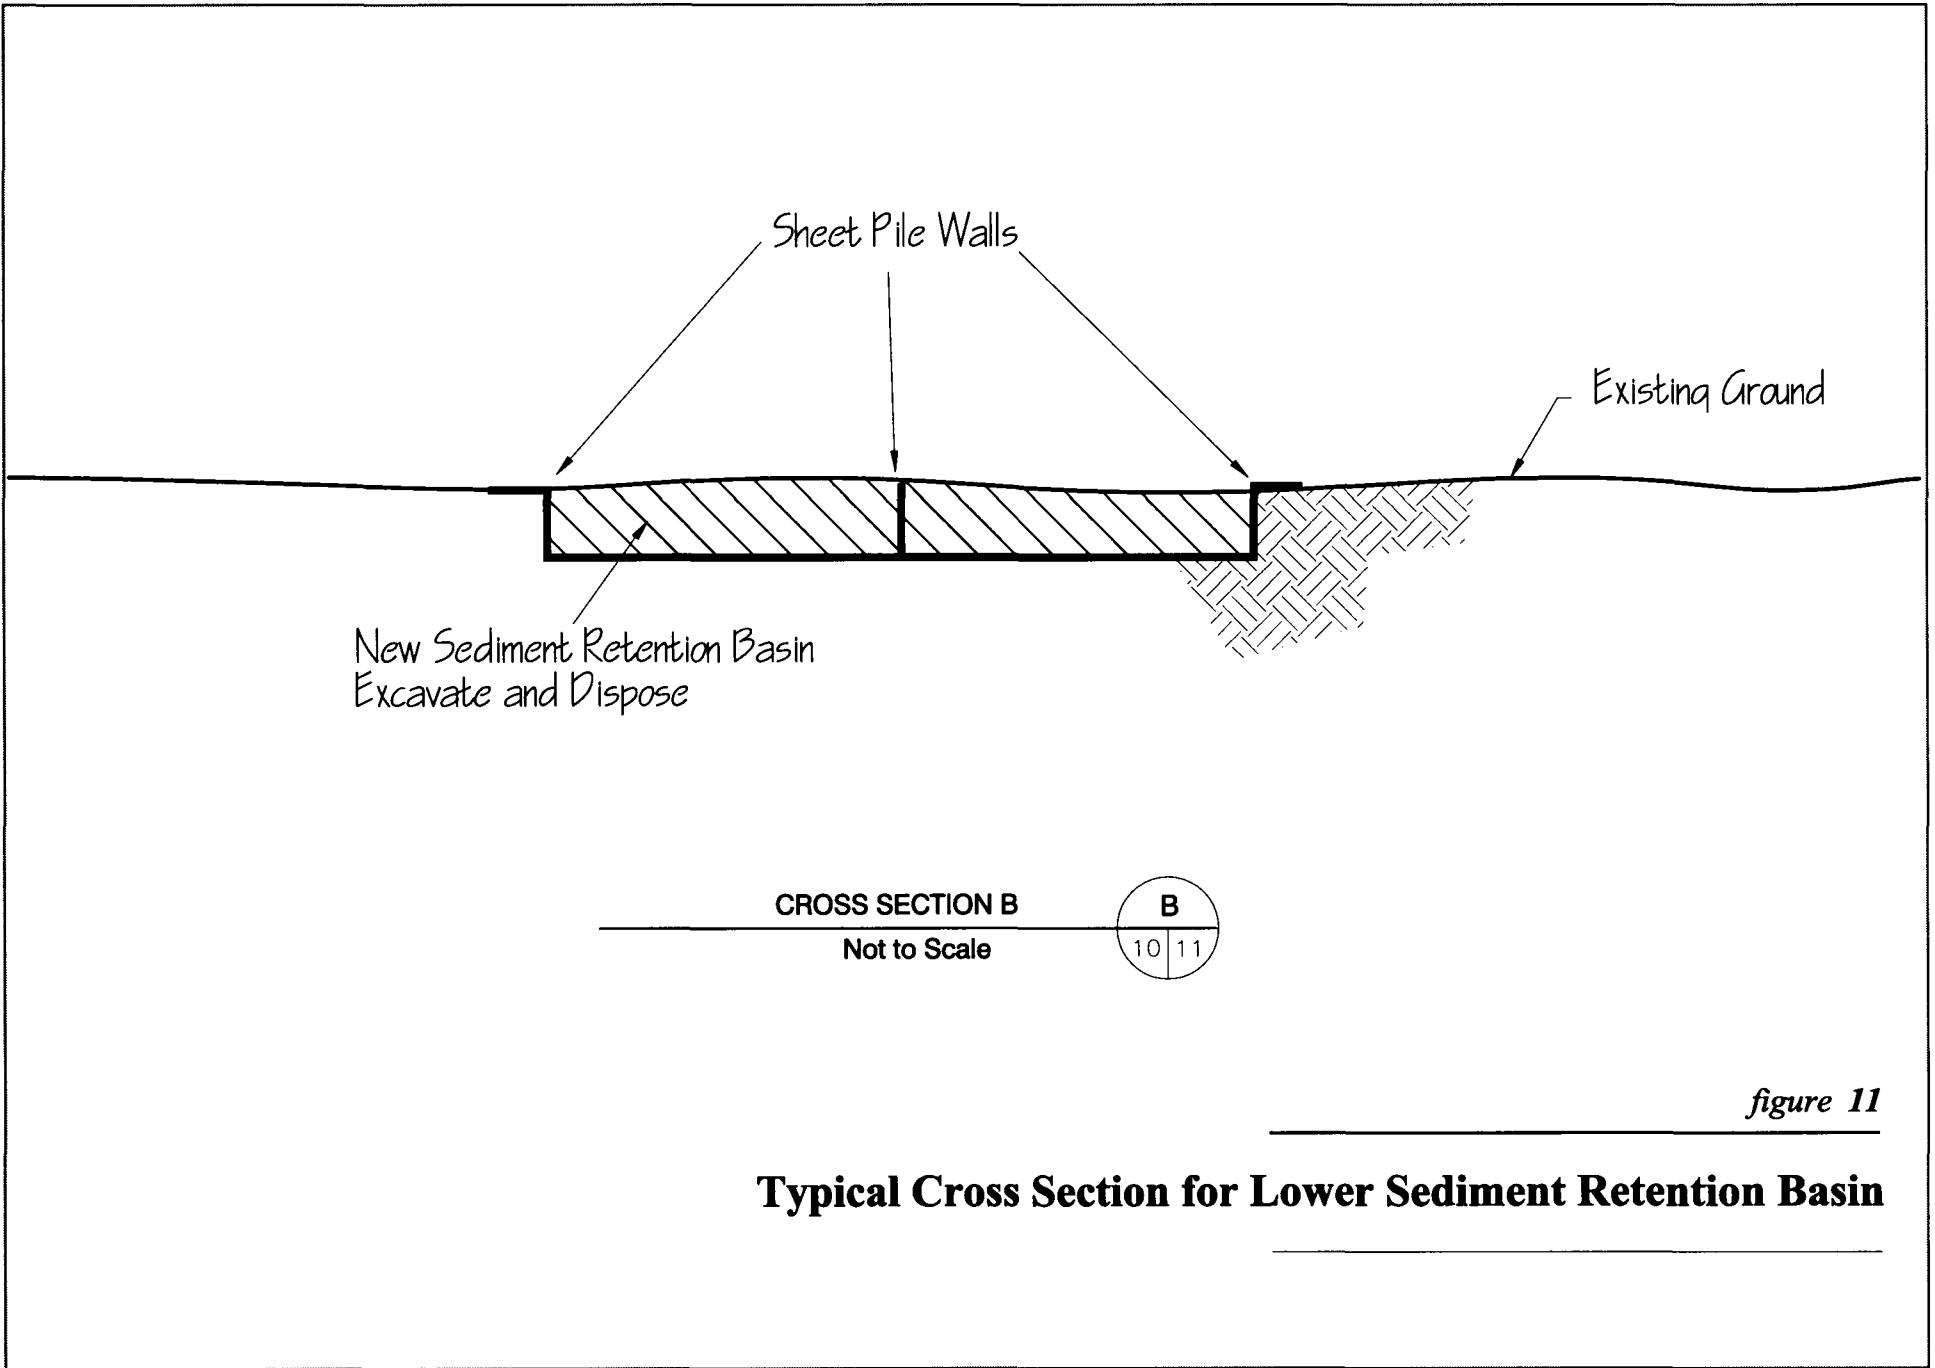 Sheet Pile Walls
Existing Ground
New Sediment Retention Basin
Excavate and Dispose
CROSS SECTION B
B
Not to Scale
10 11
figure 11
Typical Cross Section for Lower Sediment Retention Basin